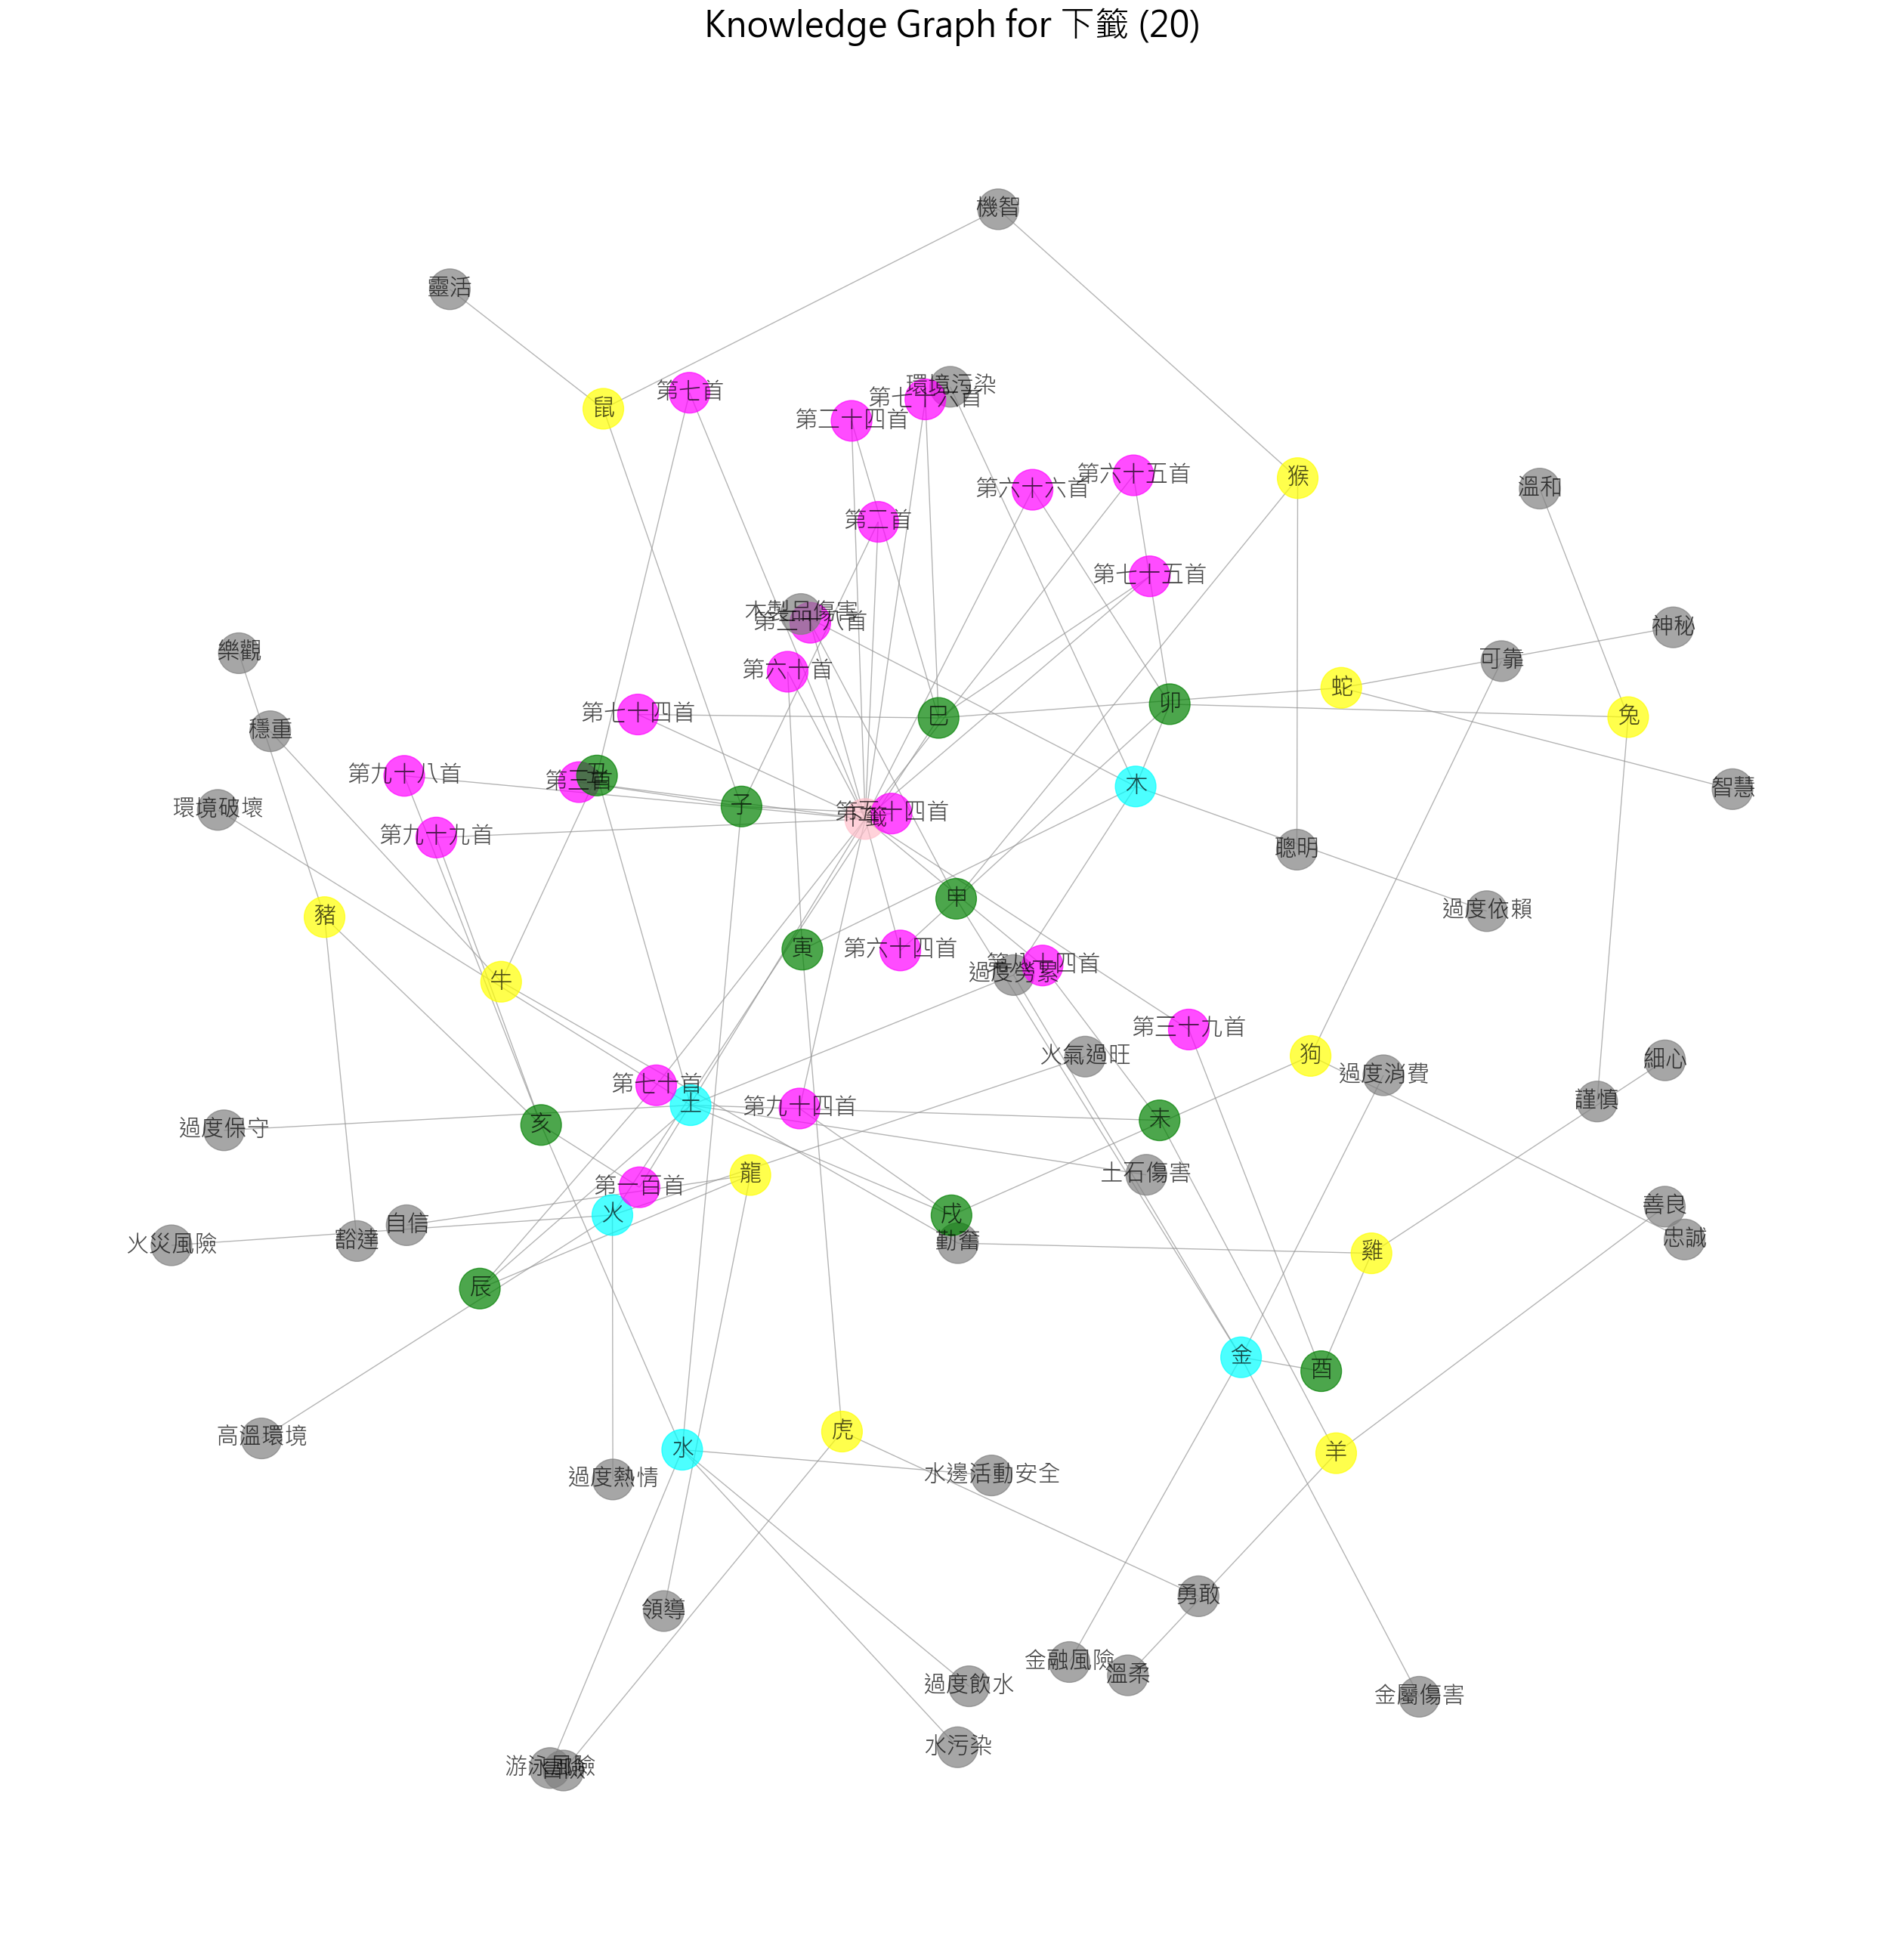 Knowledge Graph for 下籤 (20)
機智
靈活
環境污染
第七首
第七十六首
鼠
第二十四首
猴
第六十五首
第六十六首
溫和
第二首
第七十五首
木製品傷害
第三十八首
神秘
樂觀
可靠
第六十首
蛇
卯
第七十四首
巳
兔
穩重
第九十八首
丑
木
智慧
環境破壞
子
下籤
第九十九首
聰明
申
過度依賴
豬
寅
第六十四首
第八十四首
過度勞累
牛
第三十九首
火氣過旺
狗
細心
過度消費
第七十首
謹慎
土
第九十四首
未
過度保守
亥
龍
土石傷害
第一百首
善良
火
戌
自信
火災風險
豁達
勤奮
忠誠
雞
辰
金
酉
虎
高溫環境
水
羊
水邊活動安全
過度熱情
勇敢
領導
金融風險
溫柔
過度飲水
金屬傷害
水污染
游泳風險